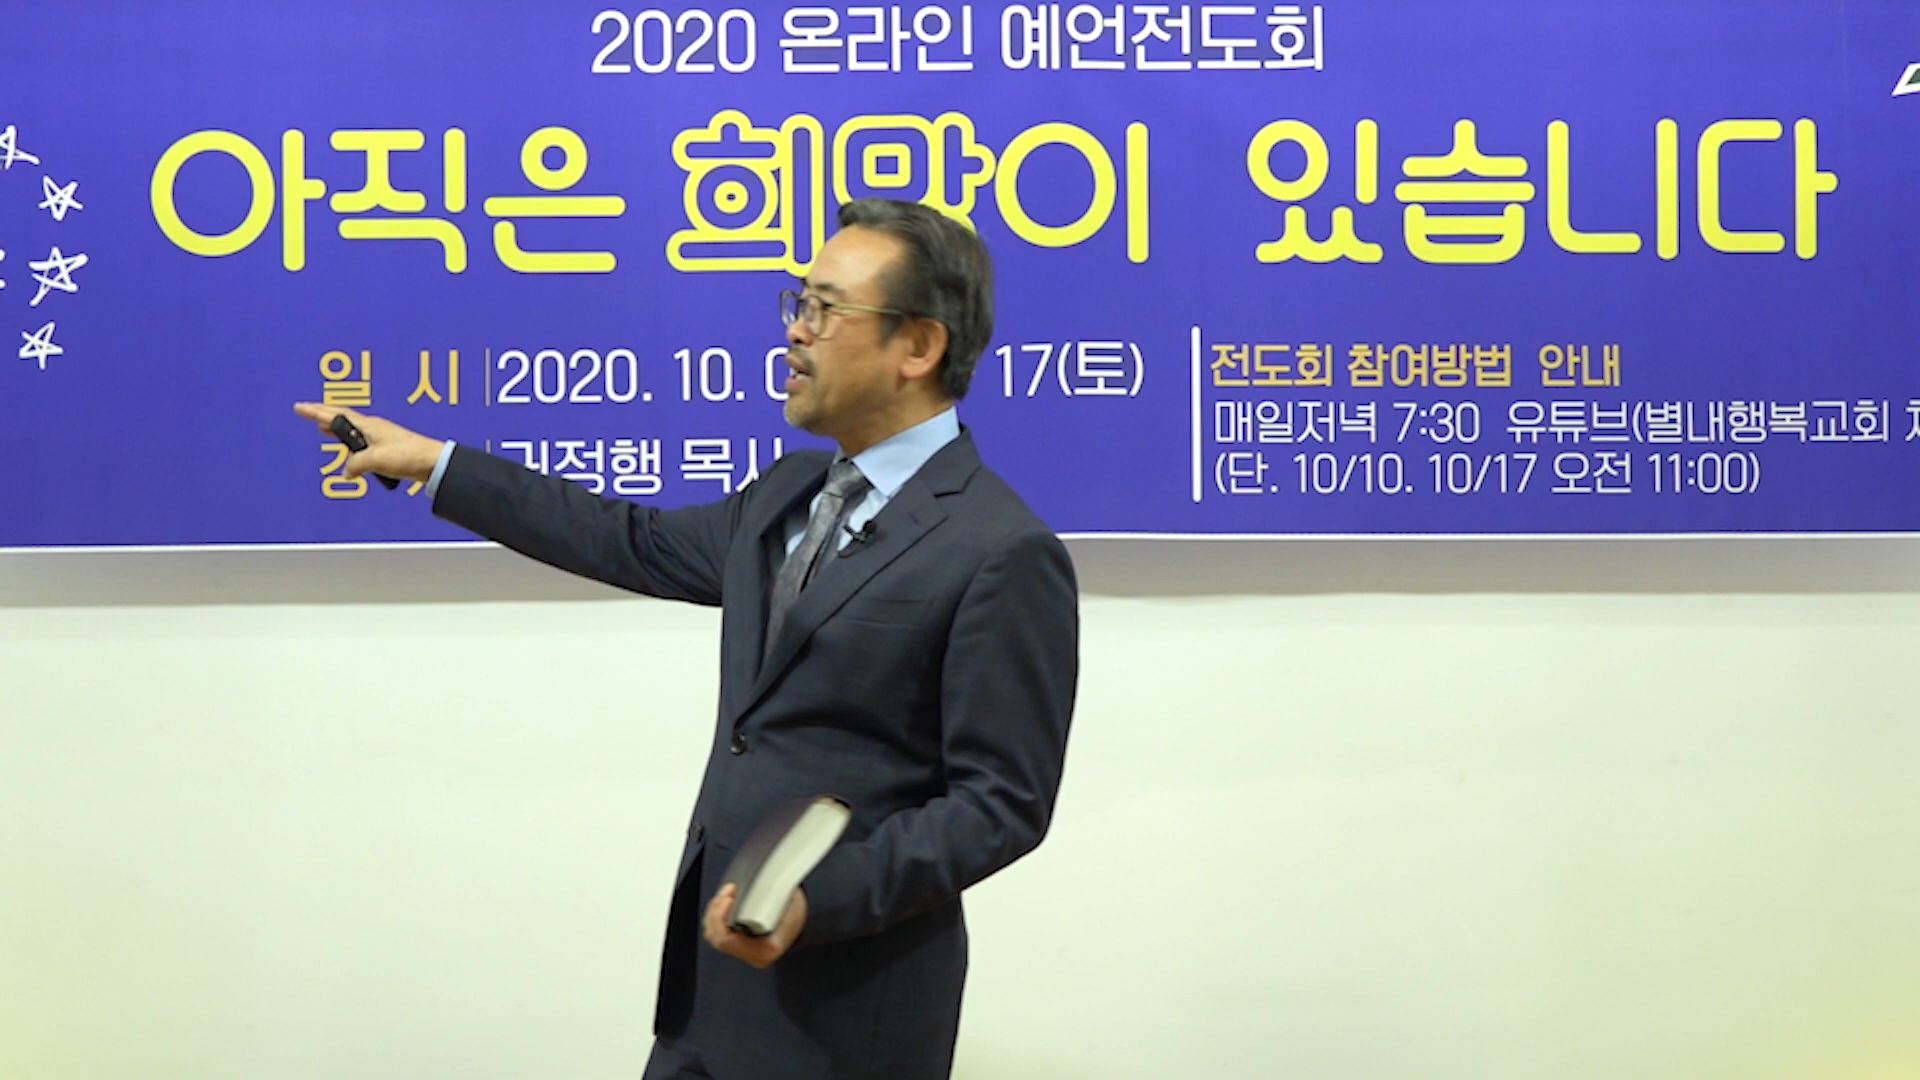 2020 온라인 예언전도회
아직은 희망이 있습니다
일 시 2020. 10. 17(토)
정행 목사
전도회 참여방법 안내
매일저녁 7:30 유튜브(별내행복교회
(단. 10/10. 10/17 오전 11:00)